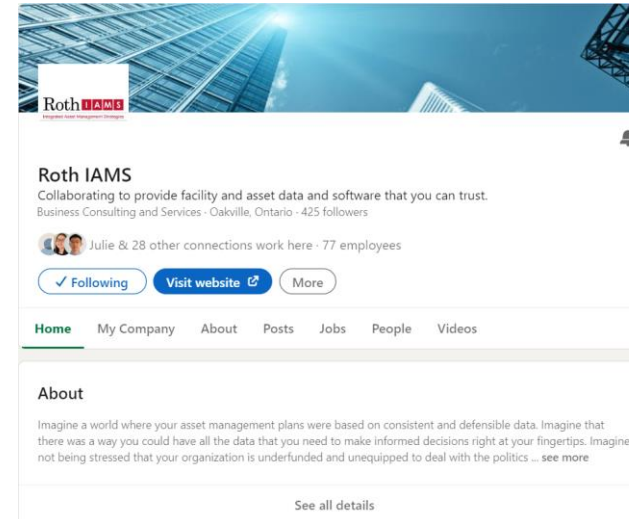 Roth IAMS
Integrated Asset Management Strategies
Roth IAMS
Collaborating to provide facility and asset data and software that you can trust.
Business Consulting and Services · Oakville, Ontario · 425 followers
Julie & 28 other connections work here · 77 employees
✓ Following Visit website More
Home My Company About Posts Jobs People Videos
About
Imagine a world where your asset management plans were based on consistent and defensible data. Imagine that
there was a way you could have all the data that you need to make informed decisions right at your fingertips. Imagine
not being stressed that your organization is underfunded and unequipped to deal with the politics ... see more
See all details